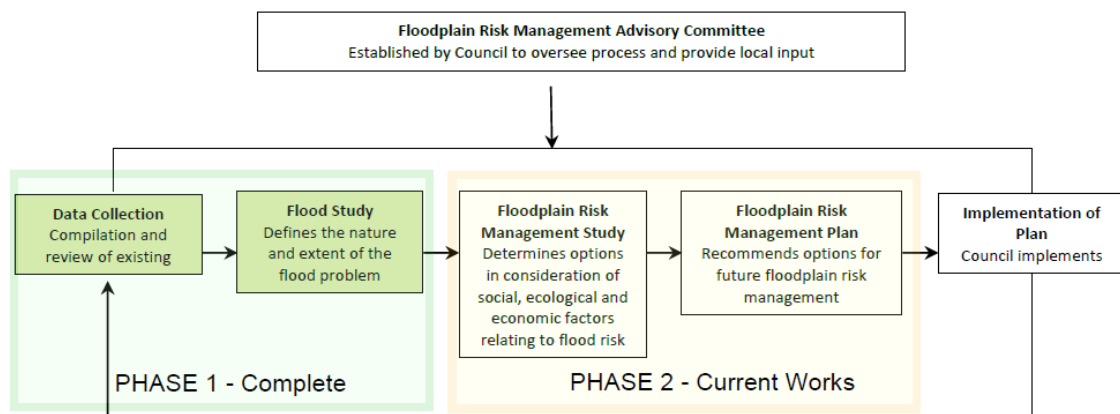 Floodplain Risk Management Advisory Committee
Established by Council to oversee process and provide local input
Data Collection
Compilation and
review of existing
Flood Study
Defines the nature
and extent of the
flood problem
Floodplain Risk
Management Study
Determines options
in consideration of
social, ecological and
economic factors
relating to flood risk
Floodplain Risk
Management Plan
Recommends options for
future floodplain risk
management
Implementation of
Plan
Council implements
PHASE 1 - Complete
PHASE 2 - Current Works